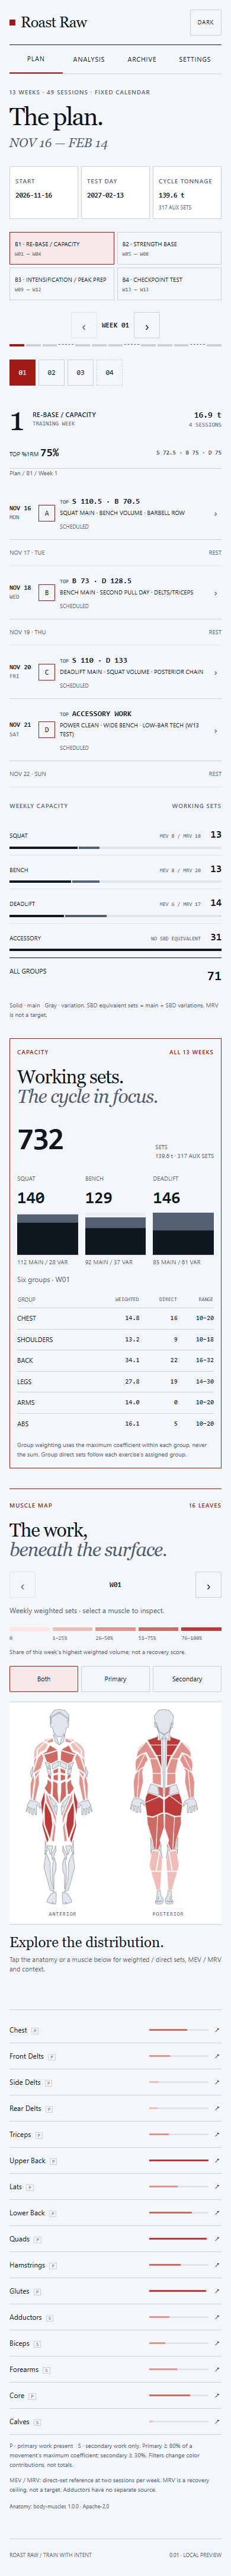 Roast Raw
DARK
PLAN ANALYSIS ARCHIVE SETTINGS
13 WEEKS · 49 SESSIONS · FIXED CALENDAR
The plan.
NOV 16 — FEB 14
START TEST DAY CYCLE TONNAGE
2026-11-16 2027-02-13 139.6 t
317 AUX SETS
B1 · RE-BASE / CAPACITY B2 · STRENGTH BASE
W01 — W04 W05 — W08
B3 · INTENSIFICATION / PEAK PREP B4 · CHECKPOINT TEST
W09 — W12 W13 — W13
‹ WEEK 01 ›
01 02 03 04
1 RE-BASE / CAPACITY 16.9 t
TRAINING WEEK 4 SESSIONS
TOP %1RM 75% S 72.5 · B 75 · D 75
Plan / B1 / Week 1
TOP S 110.5 · B 70.5
NOV 16 MON A SQUAT MAIN · BENCH VOLUME · BARBELL ROW ›
SCHEDULED
NOV 17 · TUE REST
TOP B 73 · D 128.5
NOV 18 WED B BENCH MAIN · SECOND PULL DAY · DELTS/TRICEPS ›
SCHEDULED
NOV 19 · THU REST
TOP S 110 · D 133
NOV 20 FRI C DEADLIFT MAIN · SQUAT VOLUME · POSTERIOR CHAIN ›
SCHEDULED
TOP ACCESSORY WORK
NOV 21 SAT D POWER CLEAN · WIDE BENCH · LOW-BAR TECH (W13 TEST) ›
SCHEDULED
NOV 22 · SUN REST
WEEKLY CAPACITY WORKING SETS
SQUAT MEV 8 / MRV 18 13
BENCH MEV 8 / MRV 20 13
DEADLIFT MEV 6 / MRV 17 14
ACCESSORY NO SBD EQUIVALENT 31
ALL GROUPS 71
Solid · main Gray · variation. SBD equivalent sets = main + SBD variations. MRV
is not a target.
CAPACITY ALL 13 WEEKS
Working sets.
The cycle in focus.
732 SETS
139.6 t · 317 AUX SETS
SQUAT BENCH DEADLIFT
140 129 146
112 MAIN / 28 VAR 92 MAIN / 37 VAR 85 MAIN / 61 VAR
Six groups · W01
GROUP WEIGHTED DIRECT RANGE
CHEST 14.8 16 10–20
SHOULDERS 13.2 9 10–18
BACK 34.1 22 16–32
LEGS 27.8 19 14–30
ARMS 14.0 0 10–20
ABS 16.1 5 10–20
Group weighting uses the maximum coefficient within each group, never
the sum. Group direct sets follow each exercise's assigned group.
MUSCLE MAP 16 LEAVES
The work,
beneath the surface.
‹ W01 ›
Weekly weighted sets · select a muscle to inspect.
0 1–25% 26–50% 51–75% 76–100%
Share of this week's highest weighted volume: not a recovery score.
Both Primary Secondary
ANTERIOR POSTERIOR
Explore the distribution.
Tap the anatomy or a muscle below for weighted / direct sets, MEV / MRV
and context.
Chest P ↗
Front Delts P ↗
Side Delts P ↗
Rear Delts P ↗
Triceps P ↗
Upper Back P ↗
Lats P ↗
Lower Back P ↗
Quads P ↗
Hamstrings P ↗
Glutes P ↗
Adductors S ↗
Biceps S ↗
Forearms S ↗
Core P ↗
Calves S ↗
P · primary work present S · secondary work only. Primary ≥ 80% of a
movement's maximum coefficient; secondary ≥ 30%. Filters change color
contributions, not totals.
MEV / MRV: direct-set reference at two sessions per week. MRV is a recovery
ceiling, not a target. Adductors have no separate source.
Anatomy: body-muscles 1.0.0 · Apache-2.0
ROAST RAW / TRAIN WITH INTENT 0.01 · LOCAL PREVIEW